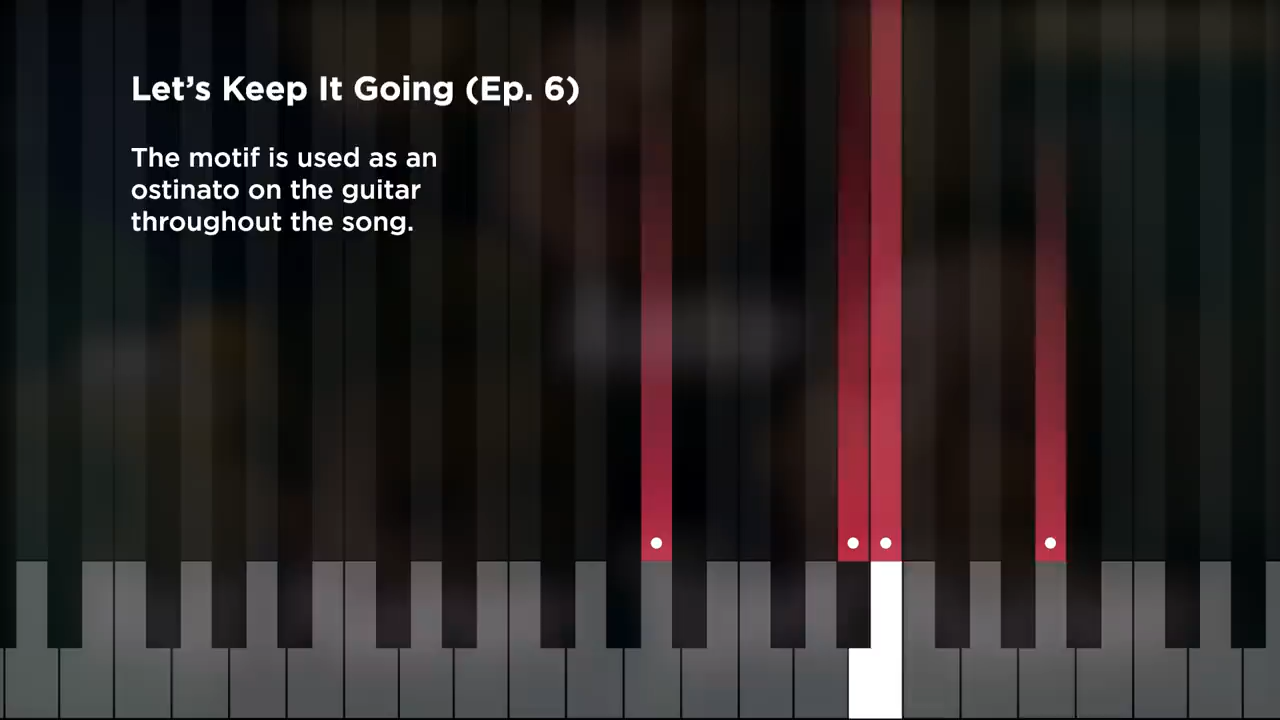 Let’s Keep It Going (Ep. 6)
The motif is used as an
ostinato on the guitar
throughout the song.